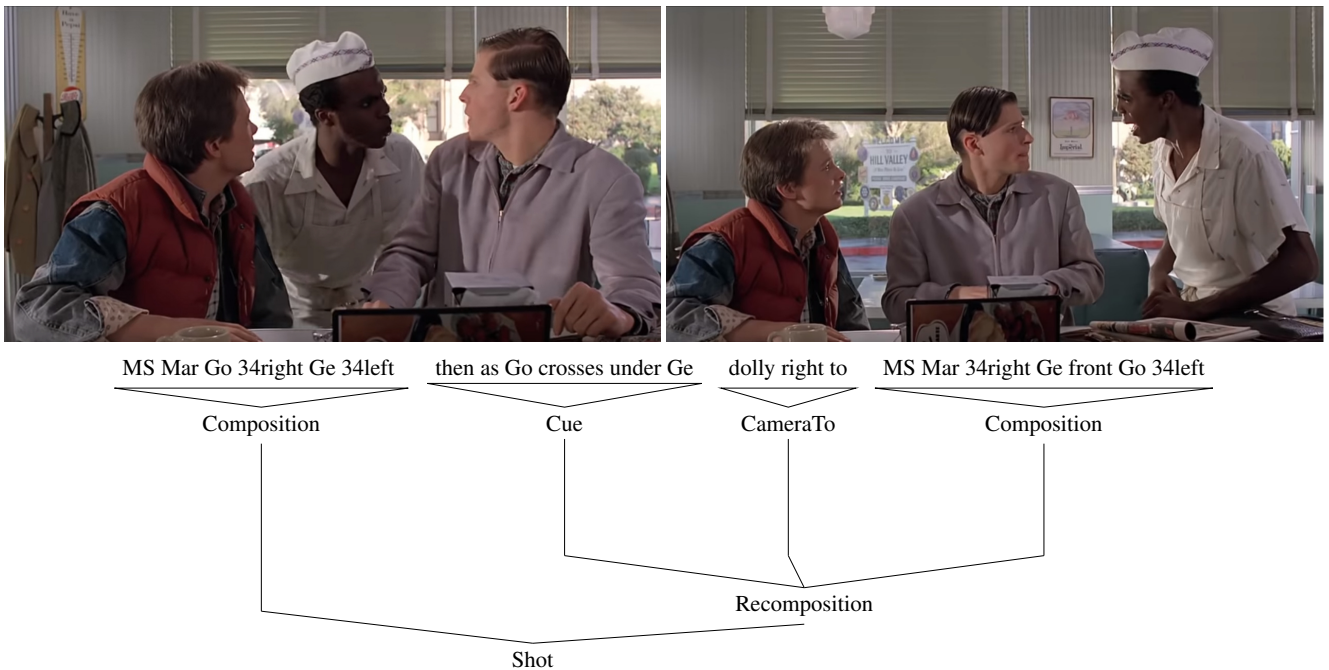 HILL VALLEY
Imperial
MS Mar Go 34right Ge 34left
then as Go crosses under Ge
dolly right to
MS Mar 34right Ge front Go 34left
Composition
Cue
CameraTo
Composition
Recomposition
Shot